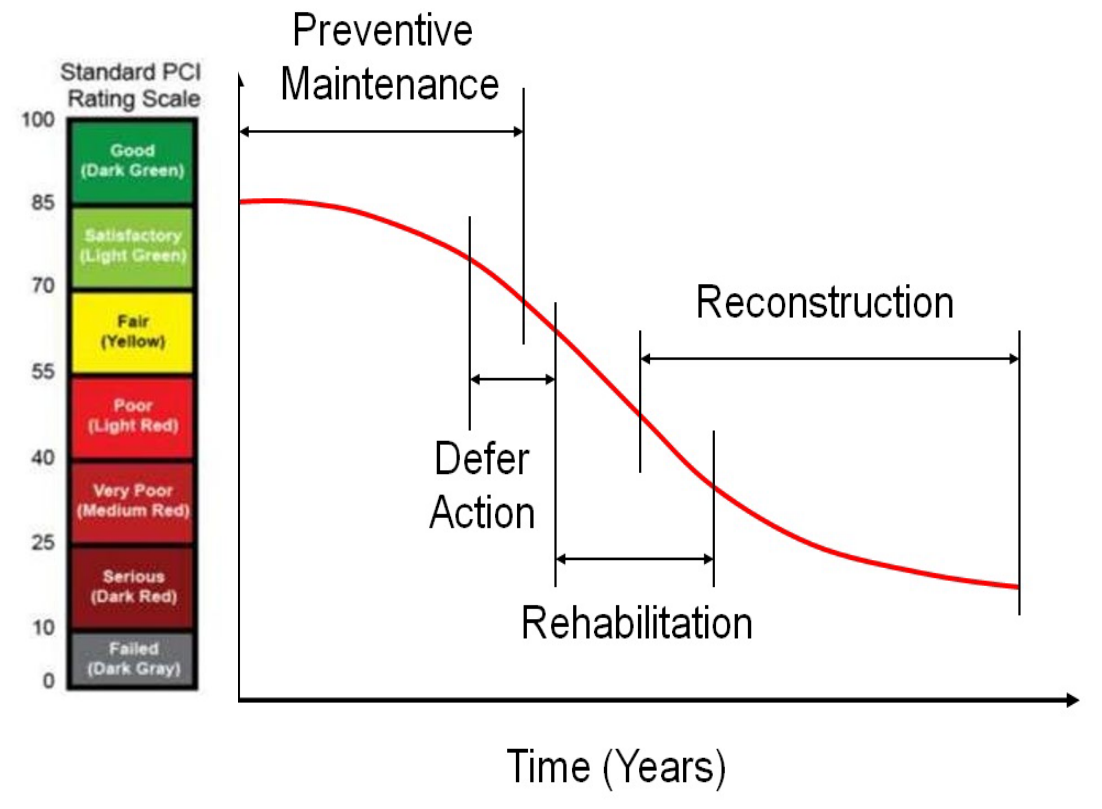 Preventive
Maintenance
Standard PCI
Rating Scale
100
Good
(Dark Green)
85
Satisfactory
(Light Green)
70
Fair
(Yellow)
55
Poor
(Light Red)
40
Very Poor
(Medium Red)
25
Serious
(Dark Red)
10
Failed
(Dark Gray)
0
Reconstruction
Defer
Action
Rehabilitation
Time (Years)